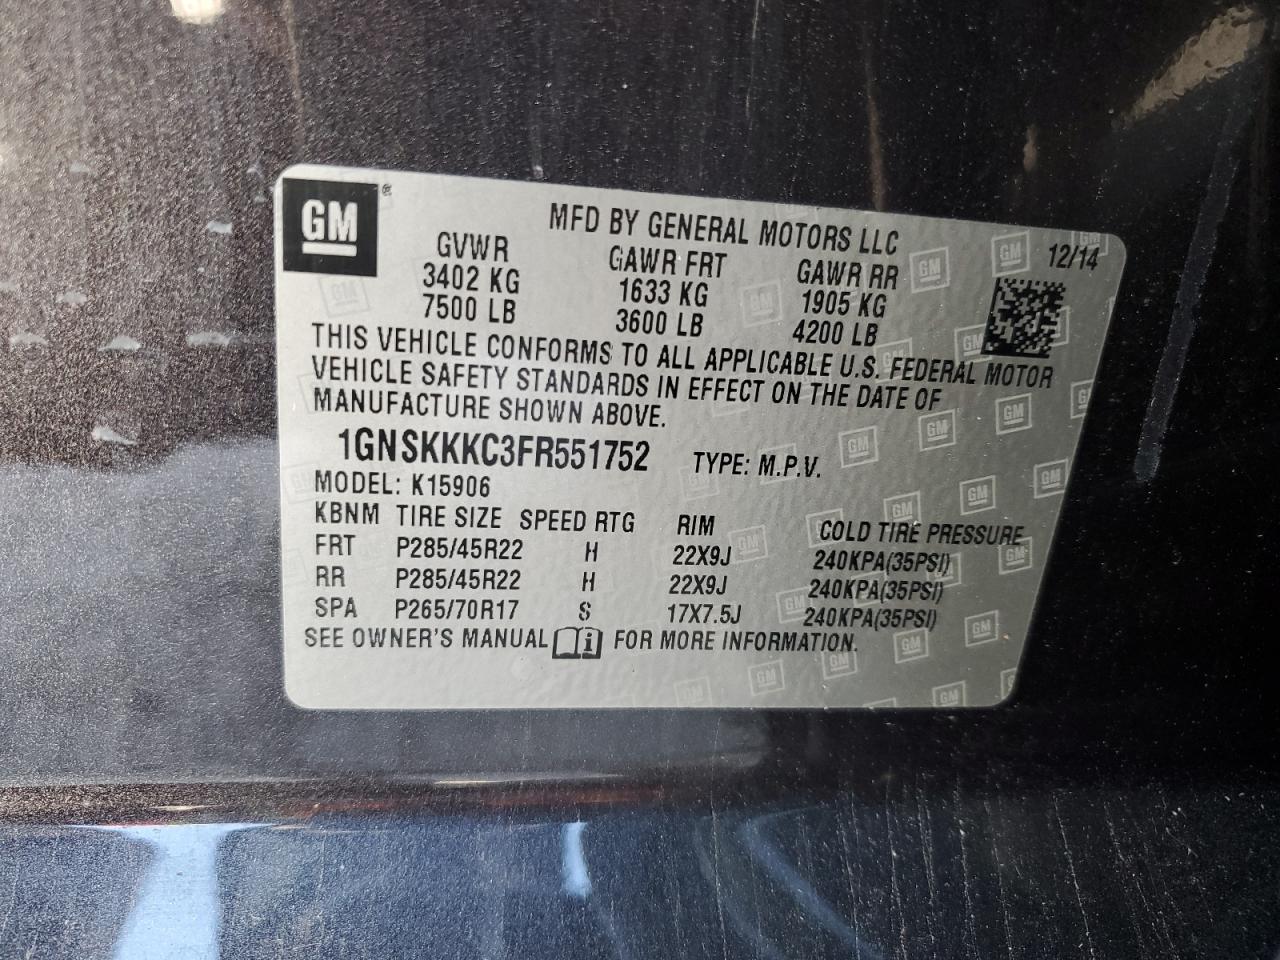 GM ®
MFD BY GENERAL MOTORS LLC
12/14
GVWR GAWR FRT GAWR RR
3402 KG 1633 KG 1905 KG
7500 LB 3600 LB 4200 LB
THIS VEHICLE CONFORMS TO ALL APPLICABLE U.S. FEDERAL MOTOR
VEHICLE SAFETY STANDARDS IN EFFECT ON THE DATE OF
MANUFACTURE SHOWN ABOVE.
1GNSKKKC3FR551752 TYPE: M.P.V.
MODEL: K15906
KBNM TIRE SIZE SPEED RTG RIM COLD TIRE PRESSURE
FRT P285/45R22 H 22X9J 240KPA(35PSI)
RR P285/45R22 H 22X9J 240KPA(35PSI)
SPA P265/70R17 S 17X7.5J 240KPA(35PSI)
SEE OWNER'S MANUAL i FOR MORE INFORMATION.